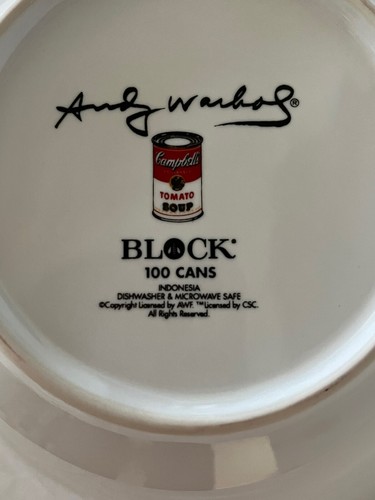 Andy Warhol®
Campbell's
TOMATO
SOUP
BLOCK®
100 CANS
INDONESIA
DISHWASHER & MICROWAVE SAFE
©Copyright Licensed by AWF. ™Licensed by CSC.
All Rights Reserved.